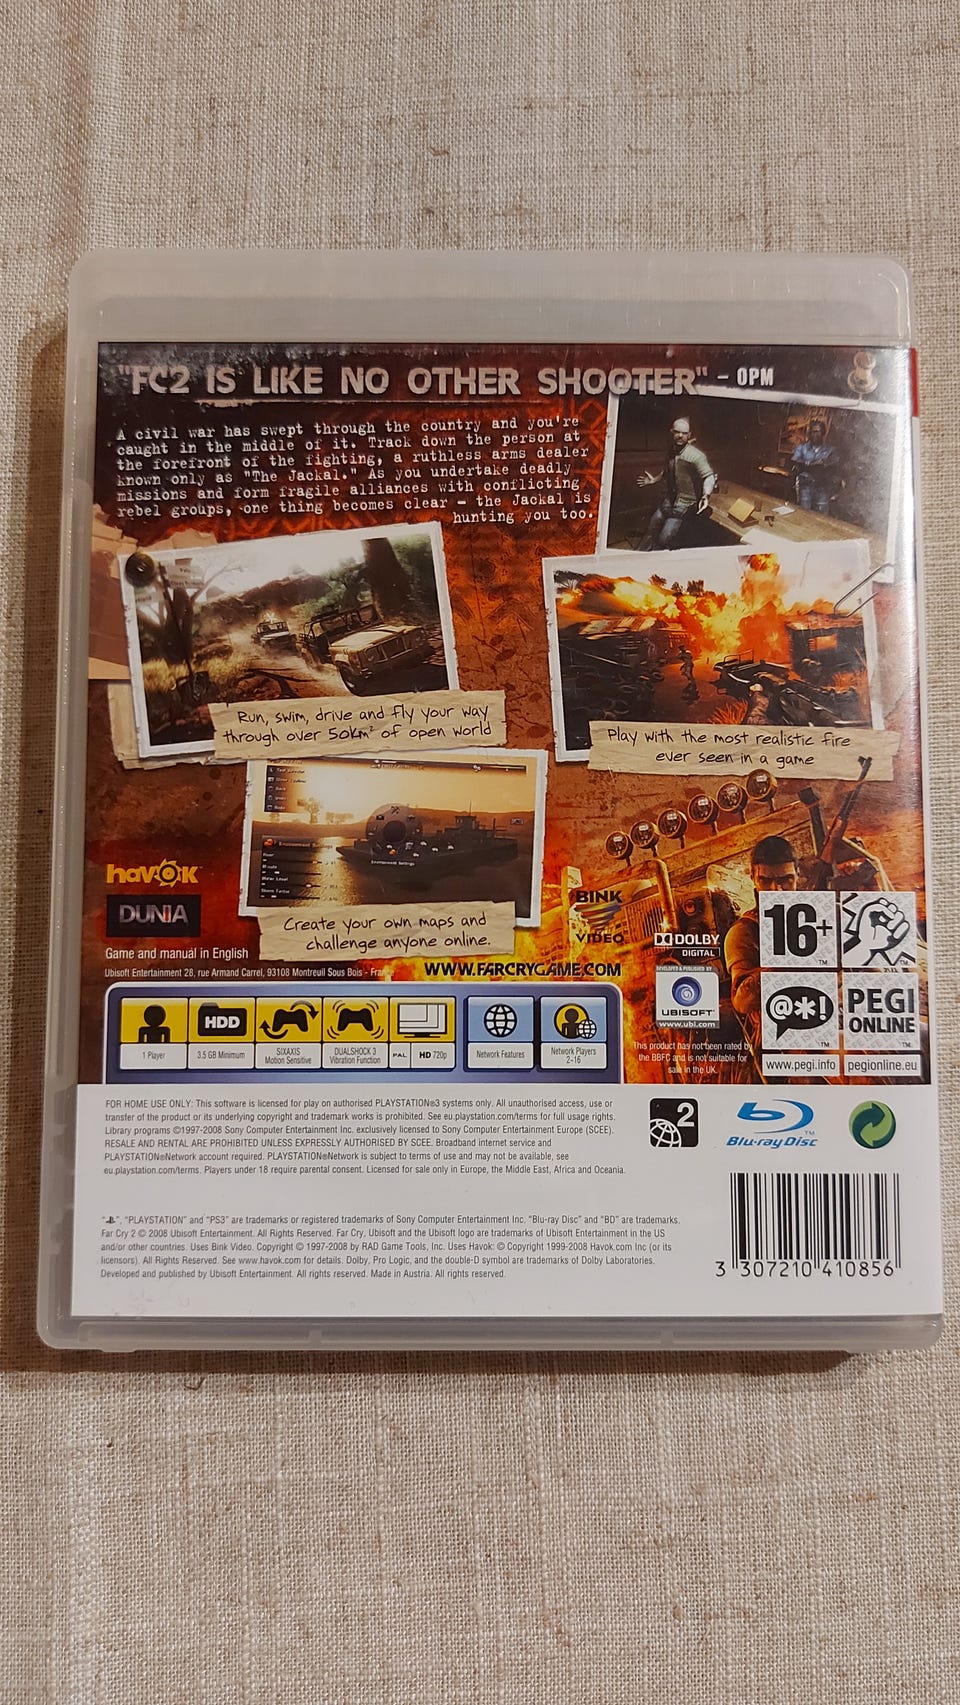 "FC2 IS LIKE NO OTHER SHOOTER" – OPM
A civil war has swept through the country and you're
caught in the middle of it. Track down the person at
the forefront of the fighting, a ruthless arms dealer
known only as "The Jackal." As you undertake deadly
missions and form fragile alliances with conflicting
rebel groups, one thing becomes clear – the Jackal is
hunting you too.
Run, swim, drive and fly your way
through over 50km² of open world
Play with the most realistic fire
ever seen in a game
Environment Settings
Create your own maps and
challenge anyone online.
havok
DUNIA
Game and manual in English
Ubisoft Entertainment 28, rue Armand Carrel, 93108 Montreuil Sous Bois - France
WWW.FARCRYGAME.COM
BINK
VIDEO
DOLBY
DIGITAL
DEVELOPED & PUBLISHED BY
UBISOFT
www.ubi.com
This product has not been rated by
the BBFC and is not suitable for
sale in the UK.
16+
TM
TM
@*!
TM
PEGI
ONLINE
TM
www.pegi.info
pegionline.eu
1 Player
HDD
3.5 GB Minimum
SIXAXIS
Motion Sensitive
DUALSHOCK 3
Vibration Function
PAL
HD 720p
Network Features
Network Players
2-16
FOR HOME USE ONLY: This software is licensed for play on authorised PLAYSTATION®3 systems only. All unauthorised access, use or
transfer of the product or its underlying copyright and trademark works is prohibited. See eu.playstation.com/terms for full usage rights.
Library programs ©1997-2008 Sony Computer Entertainment Inc. exclusively licensed to Sony Computer Entertainment Europe (SCEE).
RESALE AND RENTAL ARE PROHIBITED UNLESS EXPRESSLY AUTHORISED BY SCEE. Broadband internet service and
PLAYSTATION®Network account required. PLAYSTATION®Network is subject to terms of use and may not be available, see
eu.playstation.com/terms. Players under 18 require parental consent. Licensed for sale only in Europe, the Middle East, Africa and Oceania.
2
Blu-ray Disc
TM
"", "PLAYSTATION" and "PS3" are trademarks or registered trademarks of Sony Computer Entertainment Inc. "Blu-ray Disc" and "BD" are trademarks.
Far Cry 2 © 2008 Ubisoft Entertainment. All Rights Reserved. Far Cry, Ubisoft and the Ubisoft logo are trademarks of Ubisoft Entertainment in the US
and/or other countries. Uses Bink Video. Copyright © 1997-2008 by RAD Game Tools, Inc. Uses Havok: © Copyright 1999-2008 Havok.com Inc (or its
licensors). All Rights Reserved. See www.havok.com for details. Dolby, Pro Logic, and the double-D symbol are trademarks of Dolby Laboratories.
Developed and published by Ubisoft Entertainment. All rights reserved. Made in Austria. All rights reserved.
3 307210 410856